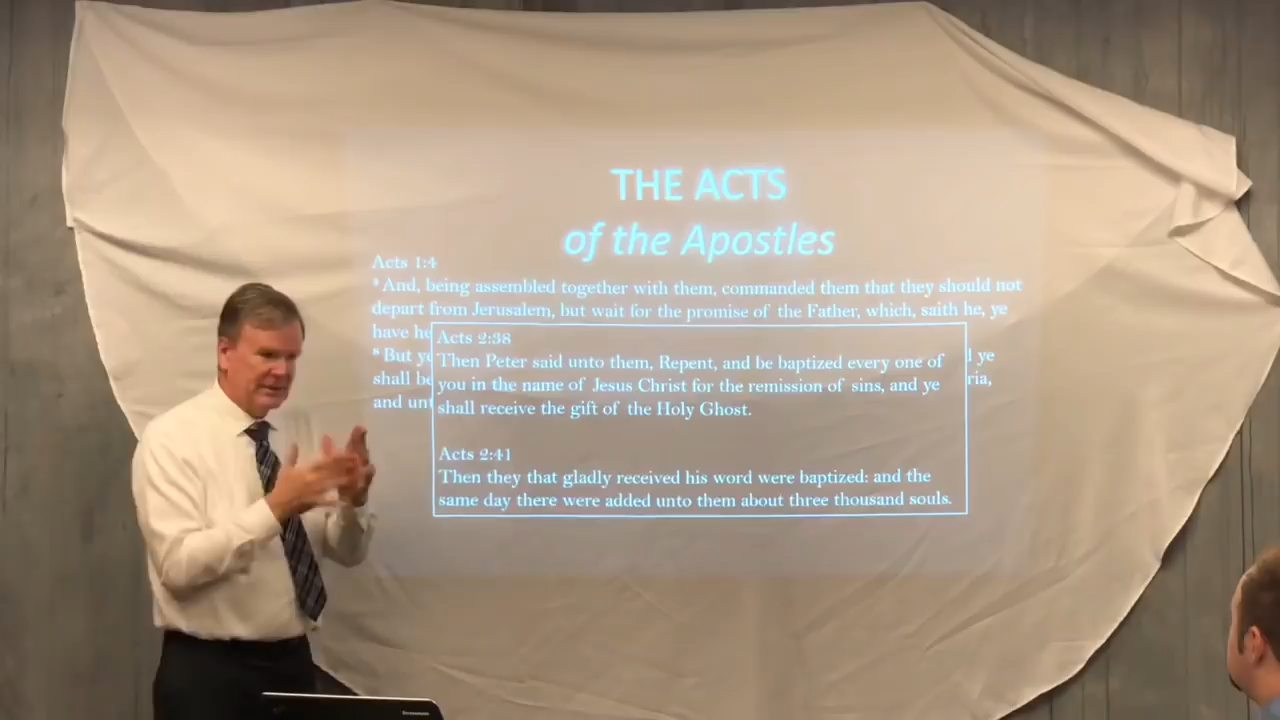 THE ACTS
of the Apostles
Acts 1:4
⁴ And, being assembled together with them, commanded them that they should not
depart from Jerusalem, but wait for the promise of the Father, which, saith he, ye
have he
⁸ But ye
l ye
shall be
ria,
and unt
Acts 2:38
Then Peter said unto them, Repent, and be baptized every one of
you in the name of Jesus Christ for the remission of sins, and ye
shall receive the gift of the Holy Ghost.
Acts 2:41
Then they that gladly received his word were baptized: and the
same day there were added unto them about three thousand souls.